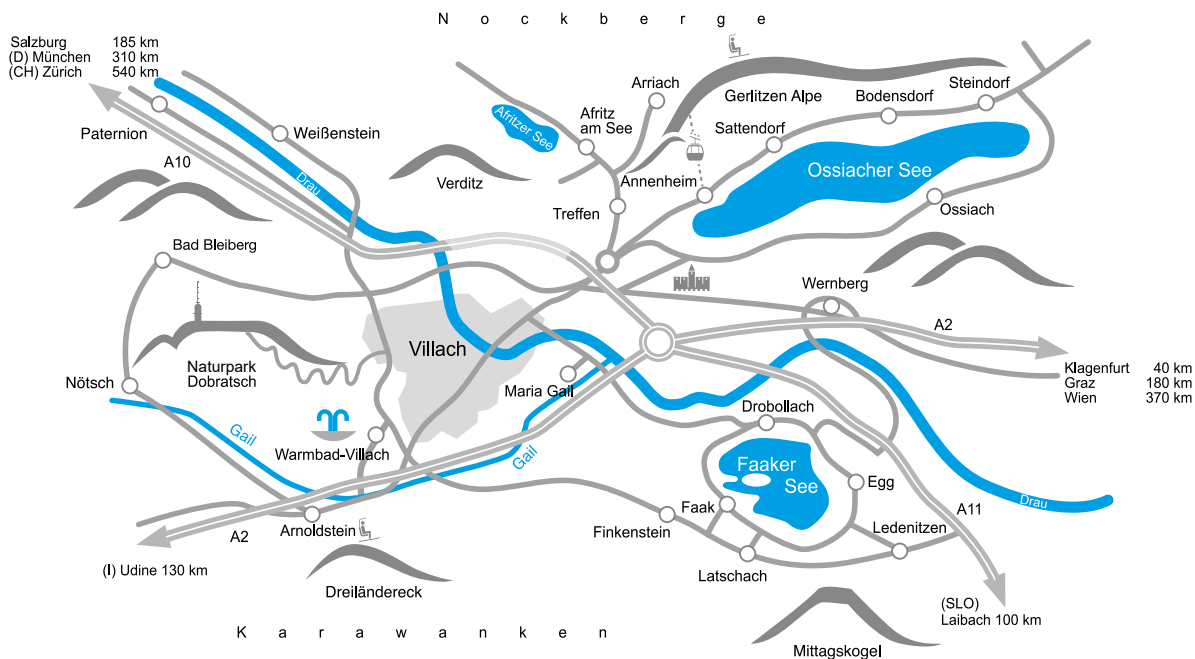 Nockberge
Salzburg 185 km
(D) München 310 km
(CH) Zürich 540 km
Paternion
A10
Weißenstein
Drau
Verditz
Afritzer See
Afritz
am See
Arriach
Gerlitzen Alpe
Bodensdorf
Steindorf
Sattendorf
Annenheim
Ossiacher See
Treffen
Ossiach
Bad Bleiberg
Wernberg
A2
Naturpark
Dobratsch
Villach
Klagenfurt 40 km
Graz 180 km
Wien 370 km
Nötsch
Maria Gail
Drobollach
Gail
Warmbad-Villach
Gail
Faaker
See
Egg
Drau
Faak
A11
Arnoldstein
Finkenstein
Ledenitzen
A2
Latschach
(I) Udine 130 km
Dreiländereck
(SLO)
Laibach 100 km
Karawanken
Mittagskogel